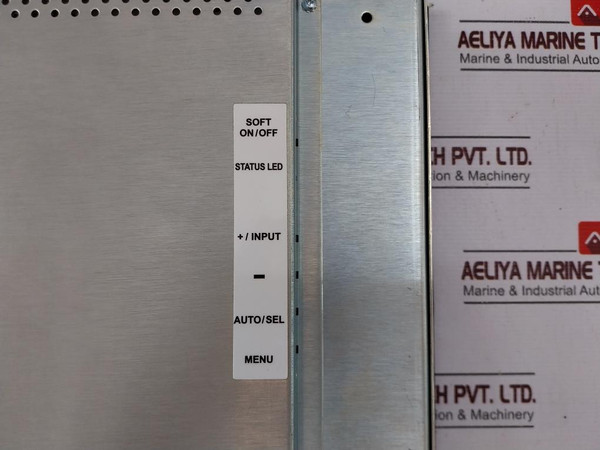 SOFT
ON/OFF
STATUS LED
+ / INPUT
-
AUTO/SEL
MENU
AELIYA MARINE T
Marine & Industrial Auto
H PVT. LTD.
ion & Machinery
AELIYA MARINE
Marine & Industrial Auto
H PVT. LTD.
ion & Machinery